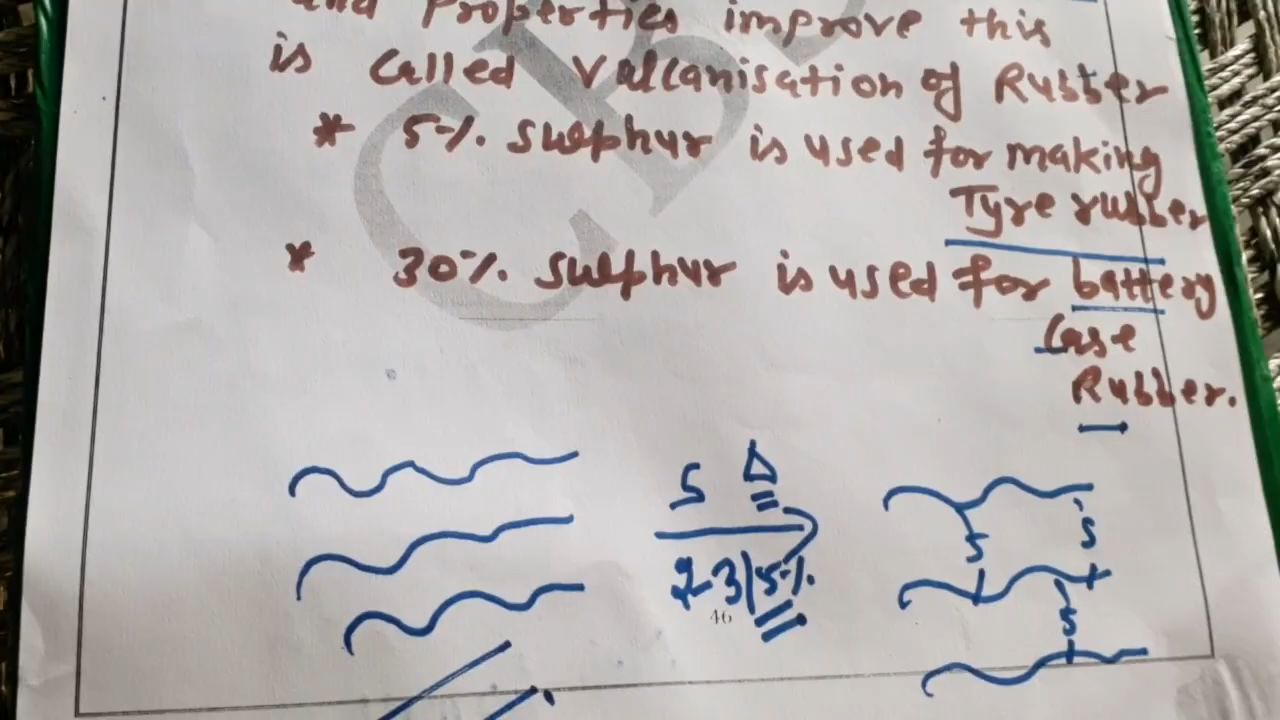 and Properties improve this
is Called Vulcanisation of Rubber
* 5% sulphur is used for making
Tyre rubber
* 30% sulphur is used for battery
Case
Rubber.
S Δ
2-3/5%
S S
S
46